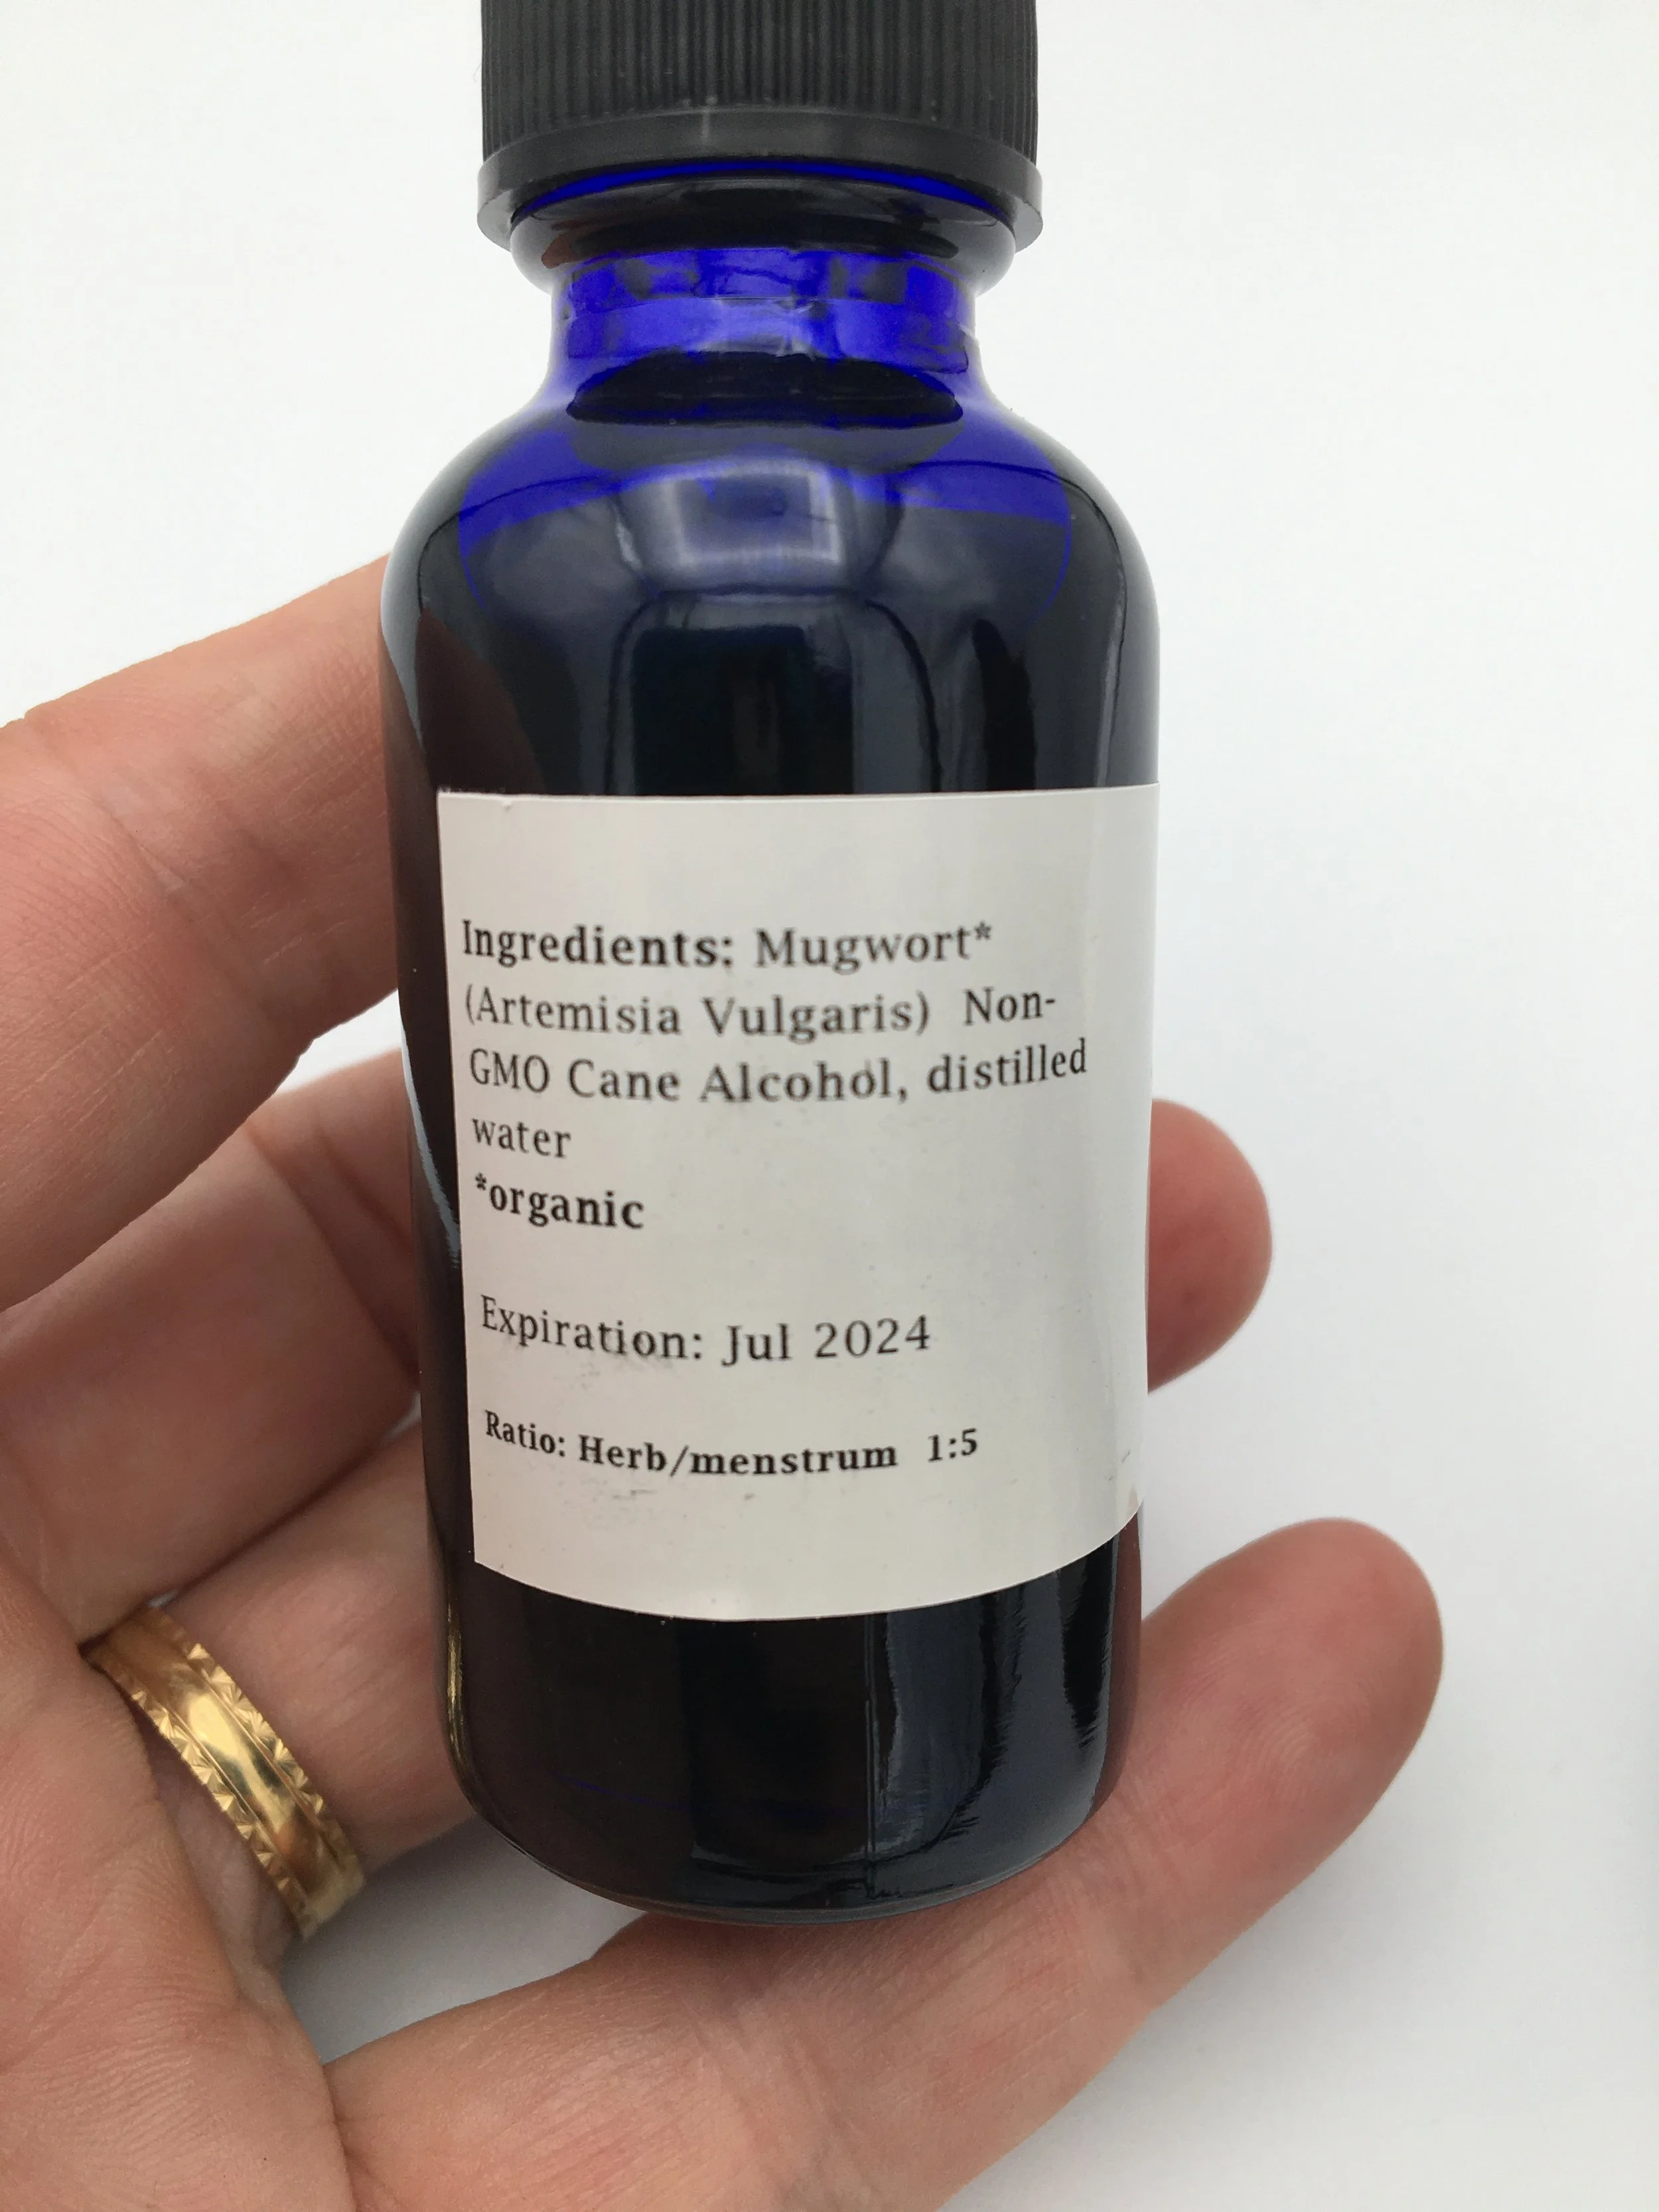 Ingredients: Mugwort*
(Artemisia Vulgaris) Non-
GMO Cane Alcohol, distilled
water
*organic
Expiration: Jul 2024
Ratio: Herb/menstrum 1:5